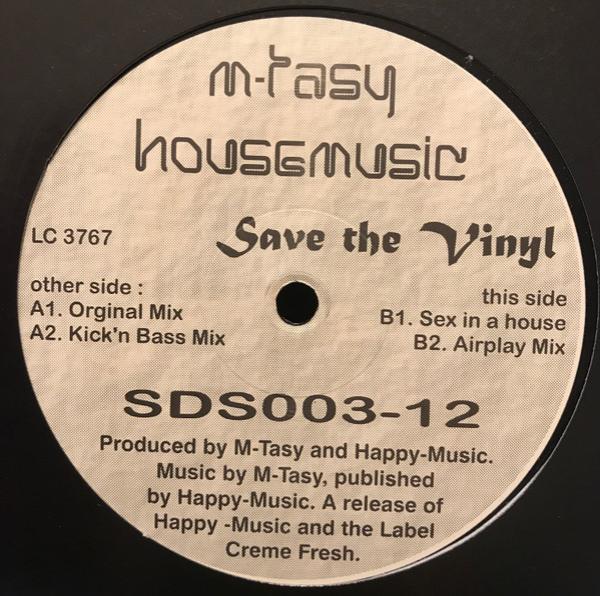 m-tasy
housemusic
LC 3767
Save the Vinyl
other side :
A1. Orginal Mix
A2. Kick'n Bass Mix
this side
B1. Sex in a house
B2. Airplay Mix
SDS003-12
Produced by M-Tasy and Happy-Music.
Music by M-Tasy, published
by Happy-Music. A release of
Happy -Music and the Label
Creme Fresh.